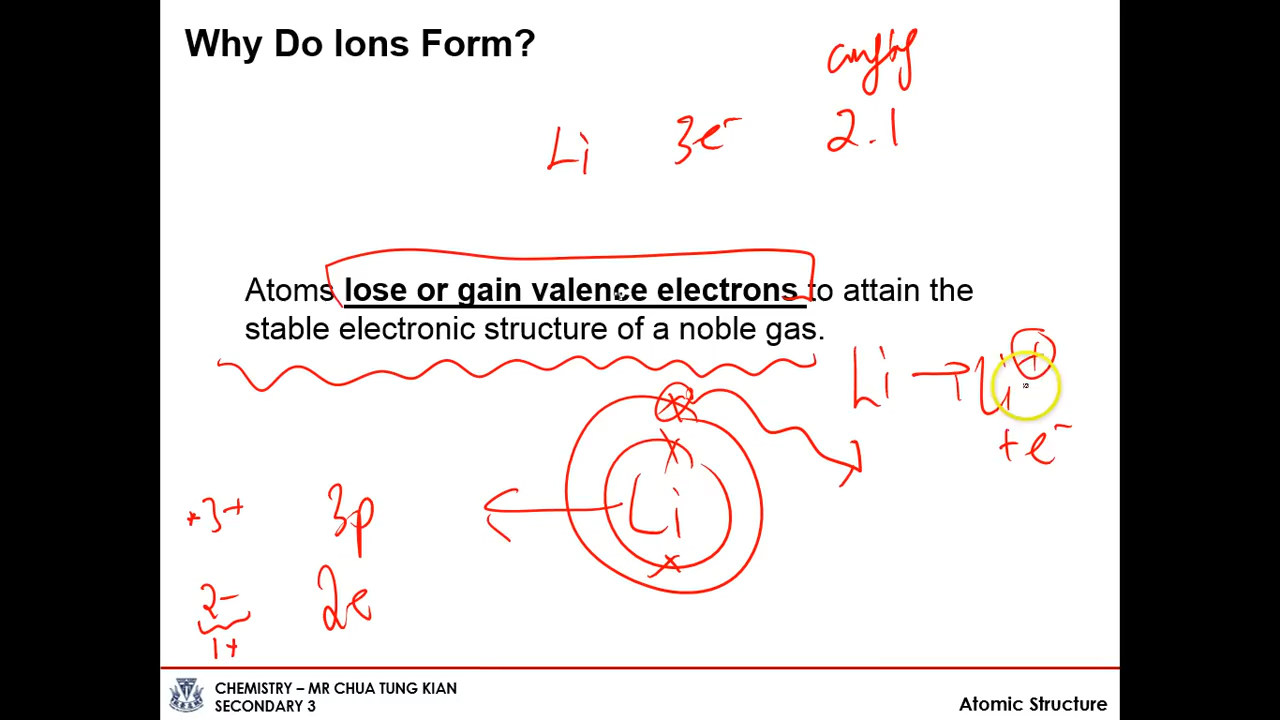 Why Do Ions Form?
Li 3e⁻ 2.1
Atoms lose or gain valence electrons to attain the
stable electronic structure of a noble gas.
Li → Li⁺
+ e⁻
Li
3+ 3p
2- 2e
1+
CHEMISTRY – MR CHUA TUNG KIAN
SECONDARY 3
Atomic Structure